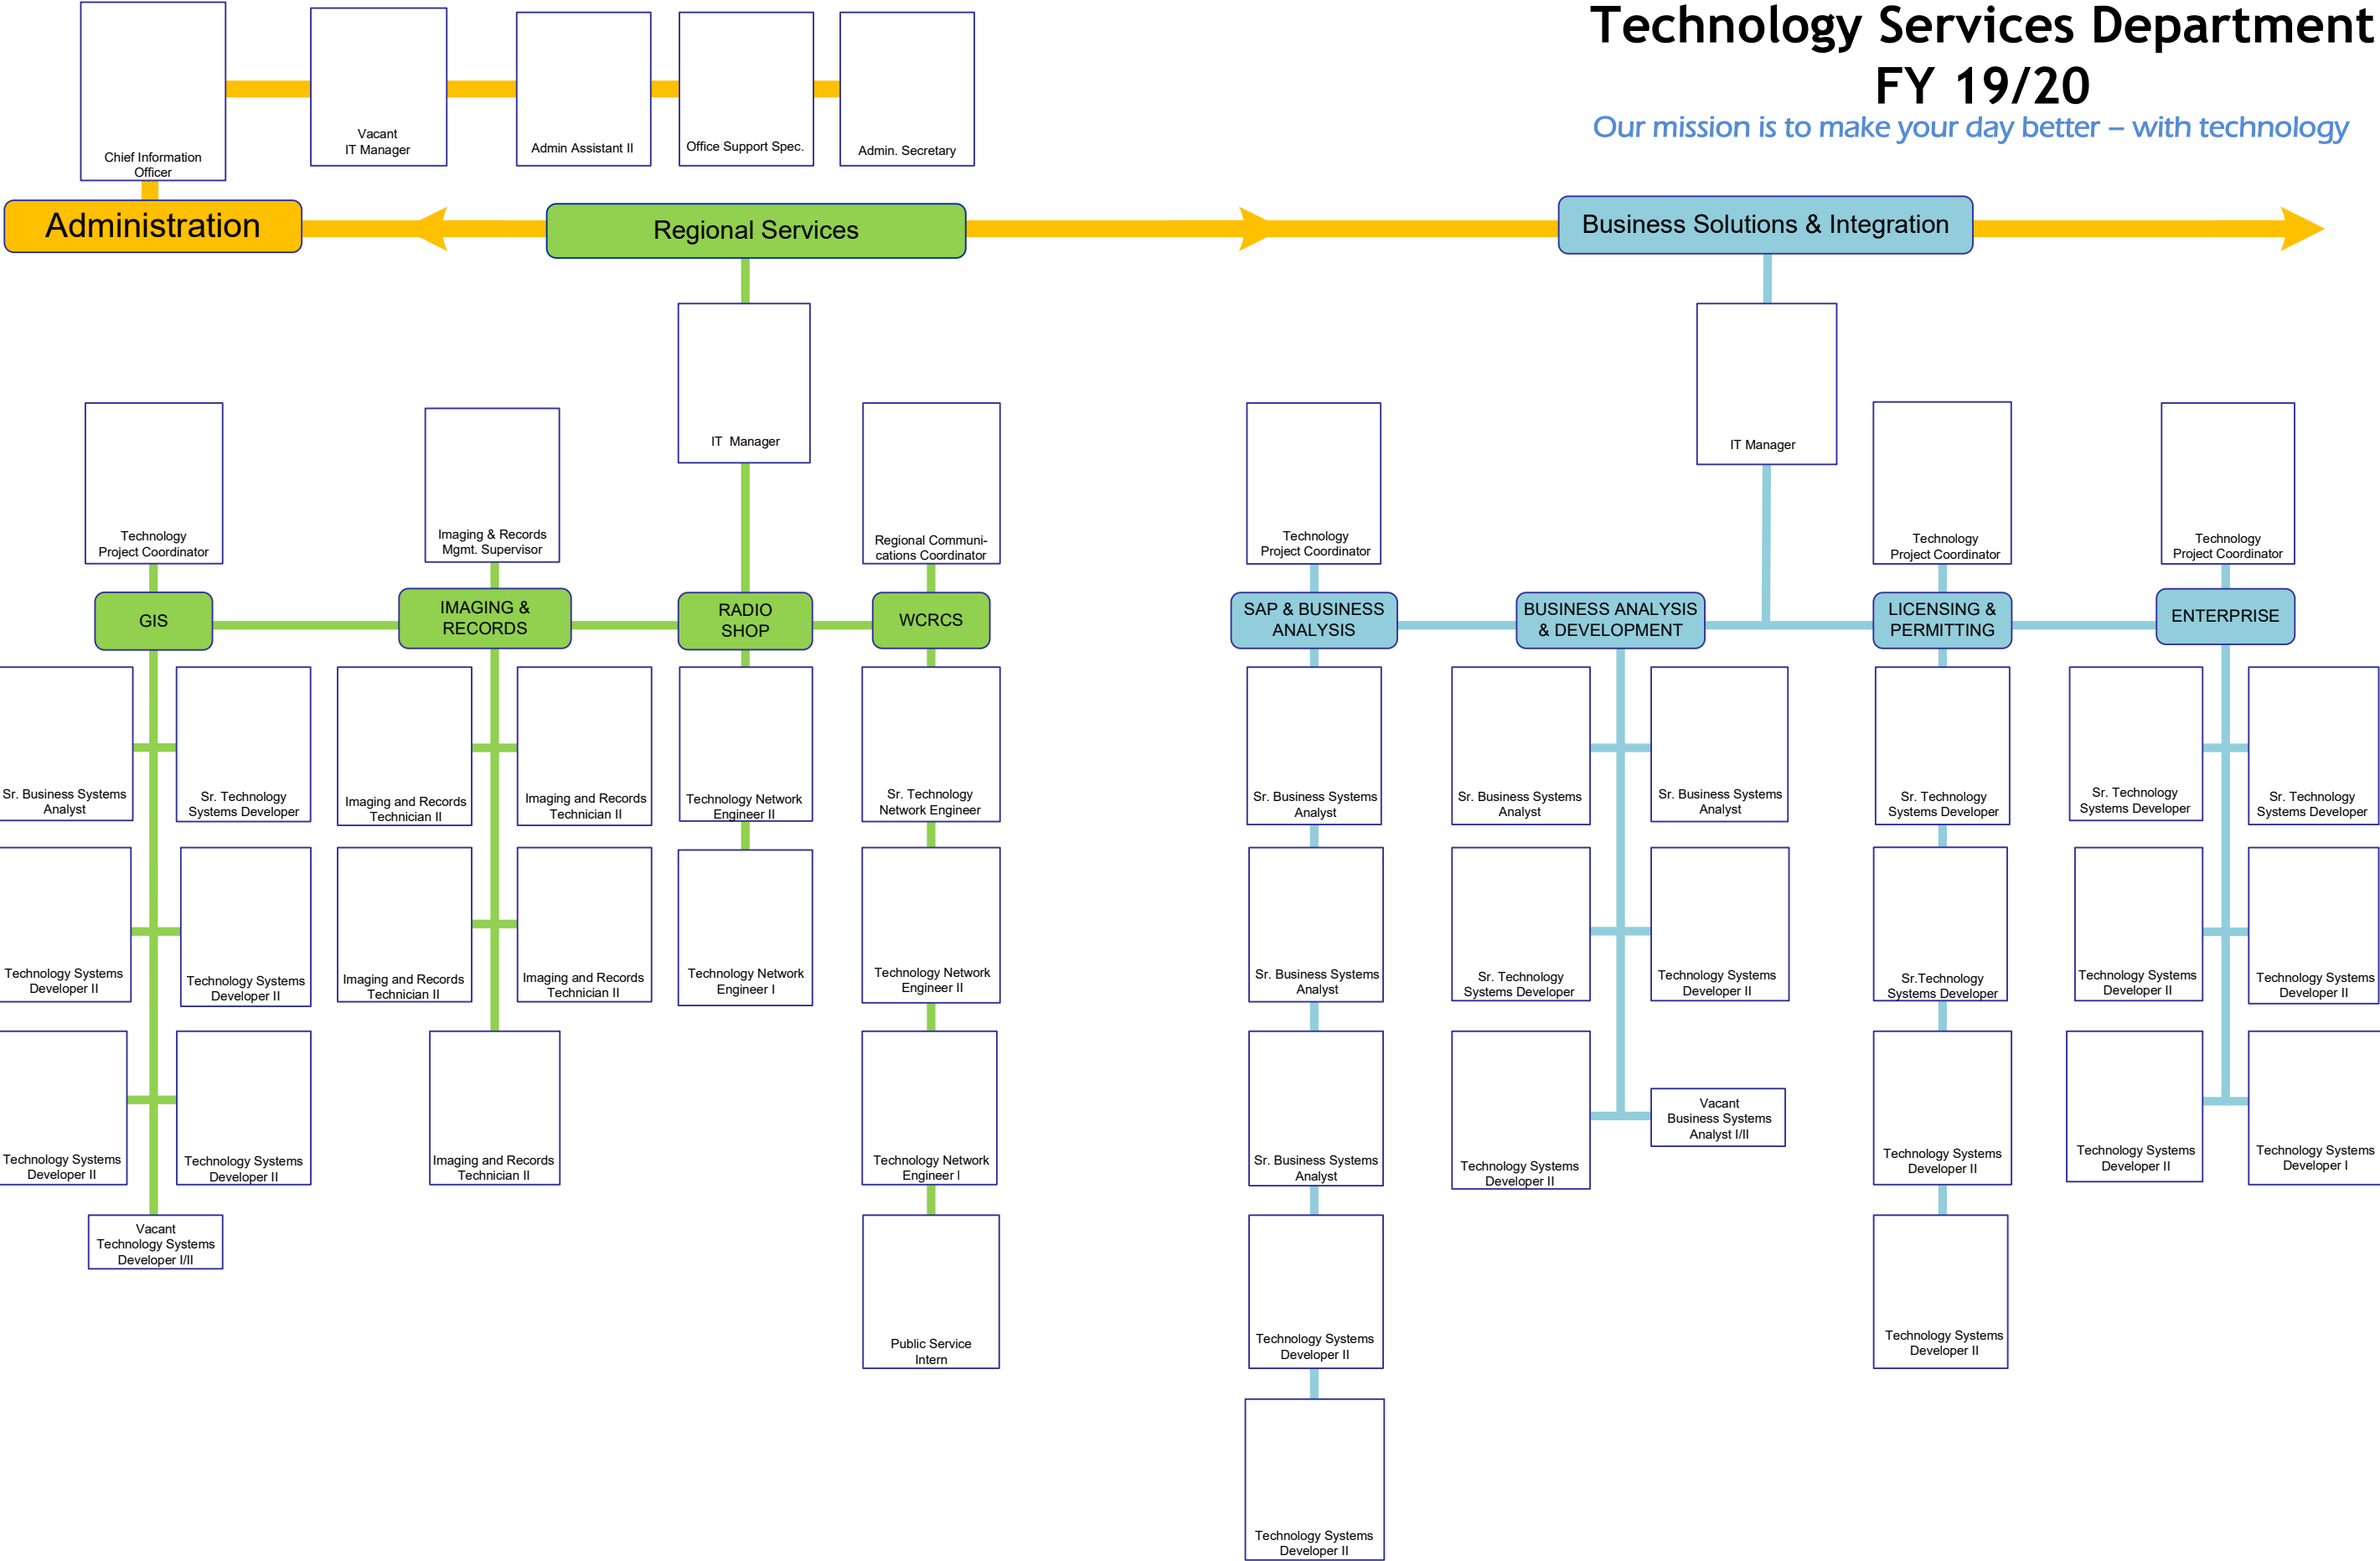 Technology Services Department
FY 19/20
Our mission is to make your day better – with technology
Chief Information
Officer
Vacant
IT Manager
Admin Assistant II
Office Support Spec.
Admin. Secretary
Administration
Regional Services
Business Solutions & Integration
IT  Manager
IT Manager
Technology
Project Coordinator
Imaging & Records
Mgmt. Supervisor
Regional Communi-
cations Coordinator
Technology
Project Coordinator
Technology
Project Coordinator
Technology
Project Coordinator
GIS
IMAGING &
RECORDS
RADIO
SHOP
WCRCS
SAP & BUSINESS
ANALYSIS
BUSINESS ANALYSIS
& DEVELOPMENT
LICENSING &
PERMITTING
ENTERPRISE
Sr. Business Systems
Analyst
Sr. Technology
Systems Developer
Imaging and Records
Technician II
Imaging and Records
Technician II
Technology Network
Engineer II
Sr. Technology
Network Engineer
Sr. Business Systems
Analyst
Sr. Business Systems
Analyst
Sr. Business Systems
Analyst
Sr. Technology
Systems Developer
Sr. Technology
Systems Developer
Sr. Technology
Systems Developer
Technology Systems
Developer II
Technology Systems
Developer II
Imaging and Records
Technician II
Imaging and Records
Technician II
Technology Network
Engineer I
Technology Network
Engineer II
Sr. Business Systems
Analyst
Sr. Technology
Systems Developer
Technology Systems
Developer II
Sr.Technology
Systems Developer
Technology Systems
Developer II
Technology Systems
Developer II
Technology Systems
Developer II
Technology Systems
Developer II
Imaging and Records
Technician II
Technology Network
Engineer I
Sr. Business Systems
Analyst
Technology Systems
Developer II
Vacant
Business Systems
Analyst I/II
Technology Systems
Developer II
Technology Systems
Developer II
Technology Systems
Developer I
Vacant
Technology Systems
Developer I/II
Public Service
Intern
Technology Systems
Developer II
Technology Systems
Developer II
Technology Systems
Developer II